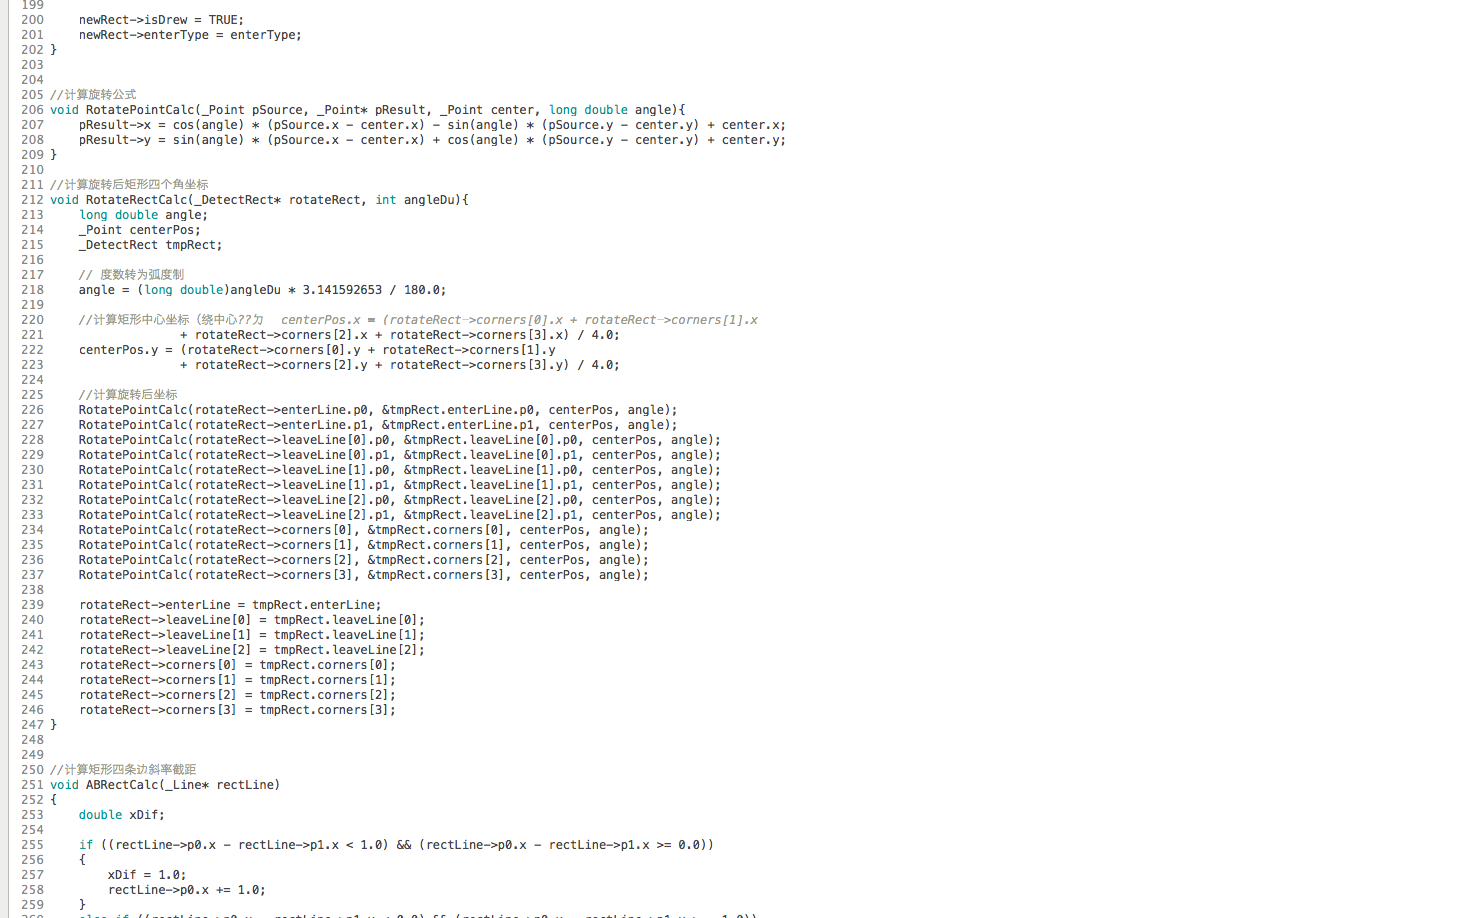 199
200 newRect->isDrew = TRUE;
201 newRect->enterType = enterType;
202 }
203
204
205 //计算旋转公式
206 void RotatePointCalc(_Point pSource, _Point* pResult, _Point center, long double angle){
207 pResult->x = cos(angle) * (pSource.x - center.x) - sin(angle) * (pSource.y - center.y) + center.x;
208 pResult->y = sin(angle) * (pSource.x - center.x) + cos(angle) * (pSource.y - center.y) + center.y;
209 }
210
211 //计算旋转后矩形四个角坐标
212 void RotateRectCalc(_DetectRect* rotateRect, int angleDu){
213 long double angle;
214 _Point centerPos;
215 _DetectRect tmpRect;
216
217 // 度数转为弧度制
218 angle = (long double)angleDu * 3.141592653 / 180.0;
219
220 //计算矩形中心坐标（绕中心??为 centerPos.x = (rotateRect->corners[0].x + rotateRect->corners[1].x
221 + rotateRect->corners[2].x + rotateRect->corners[3].x) / 4.0;
222 centerPos.y = (rotateRect->corners[0].y + rotateRect->corners[1].y
223 + rotateRect->corners[2].y + rotateRect->corners[3].y) / 4.0;
224
225 //计算旋转后坐标
226 RotatePointCalc(rotateRect->enterLine.p0, &tmpRect.enterLine.p0, centerPos, angle);
227 RotatePointCalc(rotateRect->enterLine.p1, &tmpRect.enterLine.p1, centerPos, angle);
228 RotatePointCalc(rotateRect->leaveLine[0].p0, &tmpRect.leaveLine[0].p0, centerPos, angle);
229 RotatePointCalc(rotateRect->leaveLine[0].p1, &tmpRect.leaveLine[0].p1, centerPos, angle);
230 RotatePointCalc(rotateRect->leaveLine[1].p0, &tmpRect.leaveLine[1].p0, centerPos, angle);
231 RotatePointCalc(rotateRect->leaveLine[1].p1, &tmpRect.leaveLine[1].p1, centerPos, angle);
232 RotatePointCalc(rotateRect->leaveLine[2].p0, &tmpRect.leaveLine[2].p0, centerPos, angle);
233 RotatePointCalc(rotateRect->leaveLine[2].p1, &tmpRect.leaveLine[2].p1, centerPos, angle);
234 RotatePointCalc(rotateRect->corners[0], &tmpRect.corners[0], centerPos, angle);
235 RotatePointCalc(rotateRect->corners[1], &tmpRect.corners[1], centerPos, angle);
236 RotatePointCalc(rotateRect->corners[2], &tmpRect.corners[2], centerPos, angle);
237 RotatePointCalc(rotateRect->corners[3], &tmpRect.corners[3], centerPos, angle);
238
239 rotateRect->enterLine = tmpRect.enterLine;
240 rotateRect->leaveLine[0] = tmpRect.leaveLine[0];
241 rotateRect->leaveLine[1] = tmpRect.leaveLine[1];
242 rotateRect->leaveLine[2] = tmpRect.leaveLine[2];
243 rotateRect->corners[0] = tmpRect.corners[0];
244 rotateRect->corners[1] = tmpRect.corners[1];
245 rotateRect->corners[2] = tmpRect.corners[2];
246 rotateRect->corners[3] = tmpRect.corners[3];
247 }
248
249
250 //计算矩形四条边斜率截距
251 void ABRectCalc(_Line* rectLine)
252 {
253 double xDif;
254
255 if ((rectLine->p0.x - rectLine->p1.x < 1.0) && (rectLine->p0.x - rectLine->p1.x >= 0.0))
256 {
257 xDif = 1.0;
258 rectLine->p0.x += 1.0;
259 }